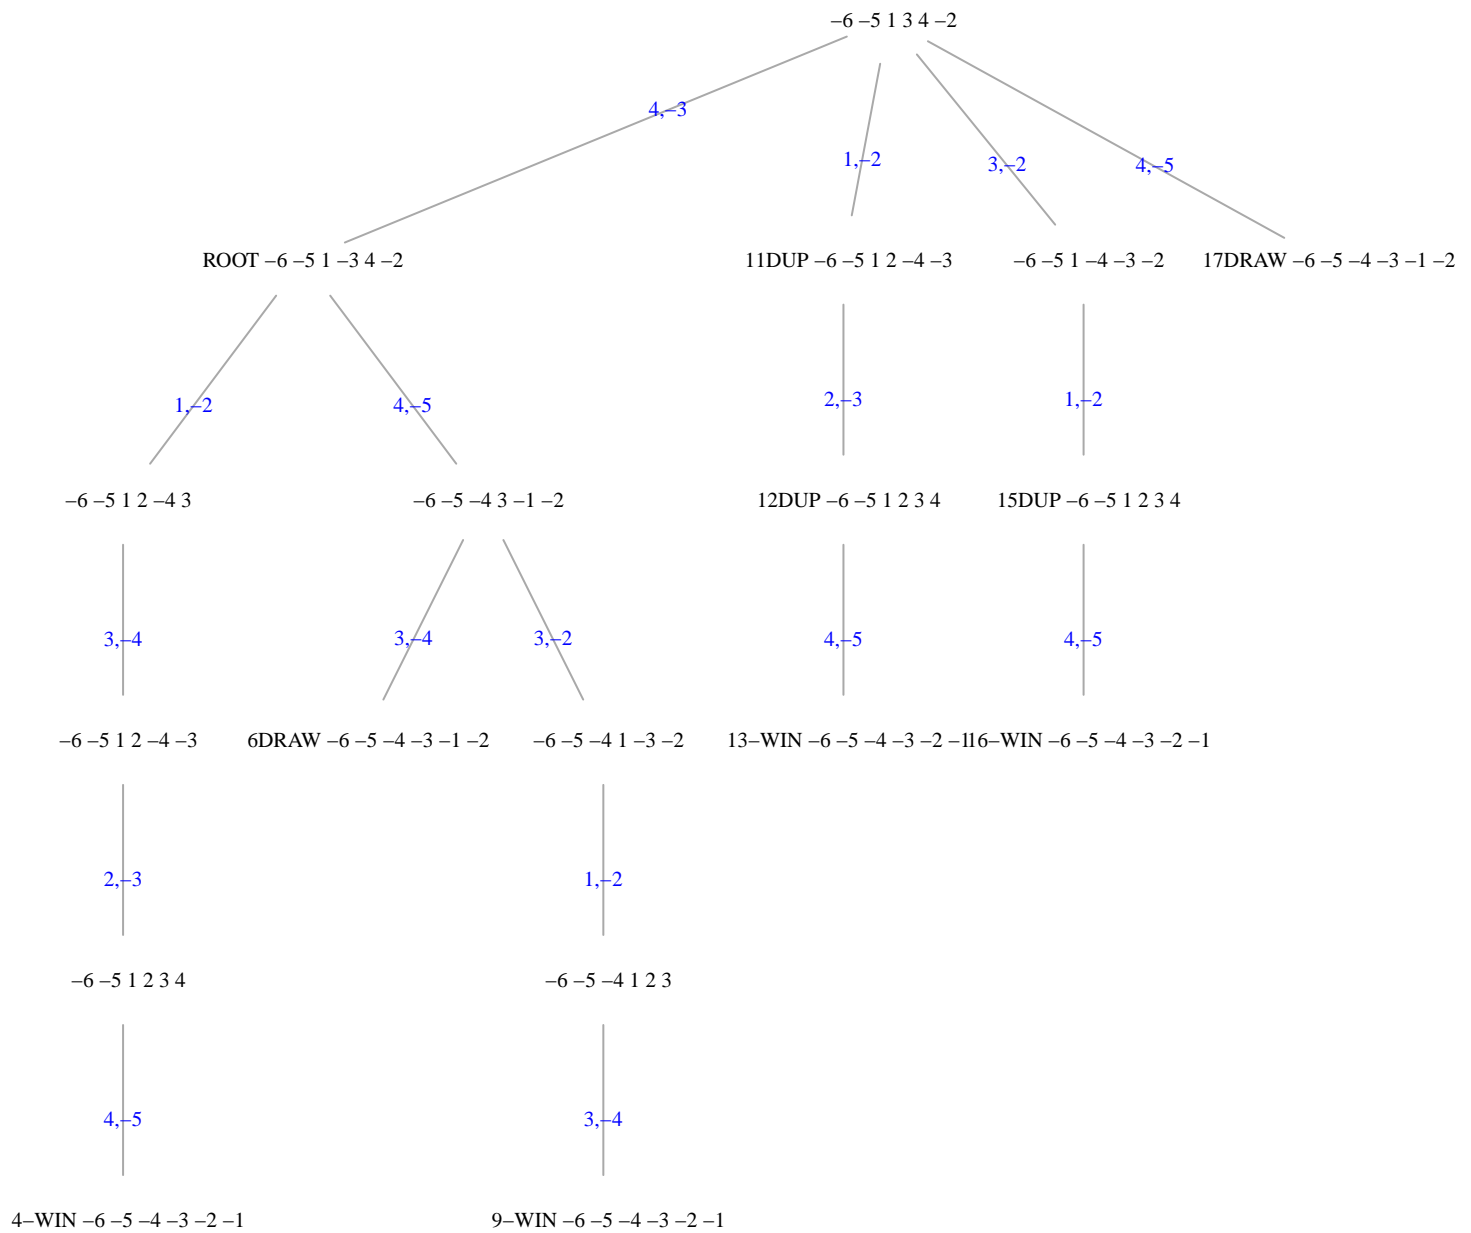 –6 –5 1 3 4 –2
4,–3
1,–2
3,–2
4,–5
ROOT –6 –5 1 –3 4 –2
11DUP –6 –5 1 2 –4 –3
–6 –5 1 –4 –3 –2
17DRAW –6 –5 –4 –3 –1 –2
1,–2
4,–5
2,–3
1,–2
–6 –5 1 2 –4 3
–6 –5 –4 3 –1 –2
12DUP –6 –5 1 2 3 4
15DUP –6 –5 1 2 3 4
3,–4
3,–4
3,–2
4,–5
4,–5
–6 –5 1 2 –4 –3
6DRAW –6 –5 –4 –3 –1 –2
–6 –5 –4 1 –3 –2
13–WIN –6 –5 –4 –3 –2 –1
16–WIN –6 –5 –4 –3 –2 –1
2,–3
1,–2
–6 –5 1 2 3 4
–6 –5 –4 1 2 3
4,–5
3,–4
4–WIN –6 –5 –4 –3 –2 –1
9–WIN –6 –5 –4 –3 –2 –1